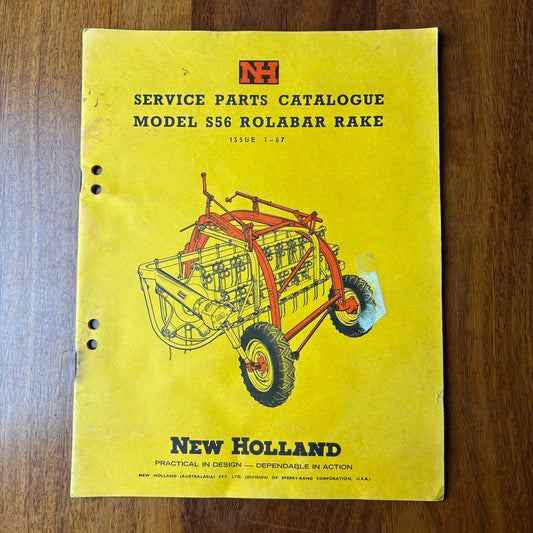 NH
SERVICE PARTS CATALOGUE
MODEL S56 ROLABAR RAKE
ISSUE 1-67
NEW HOLLAND
PRACTICAL IN DESIGN — DEPENDABLE IN ACTION
NEW HOLLAND (AUSTRALASIA) PTY. LTD. (DIVISION OF SPERRY-RAND CORPORATION, U.S.A.)